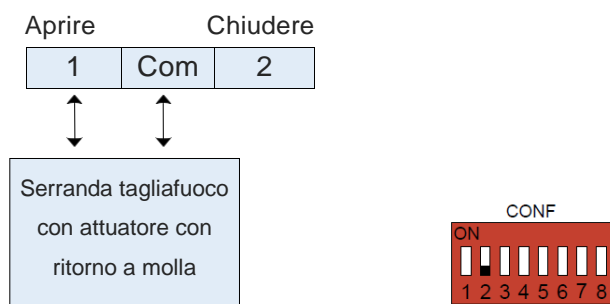 Aprire Chiudere
1 Com 2
Serranda tagliafuoco
con attuatore con
ritorno a molla
CONF
ON
1 2 3 4 5 6 7 8